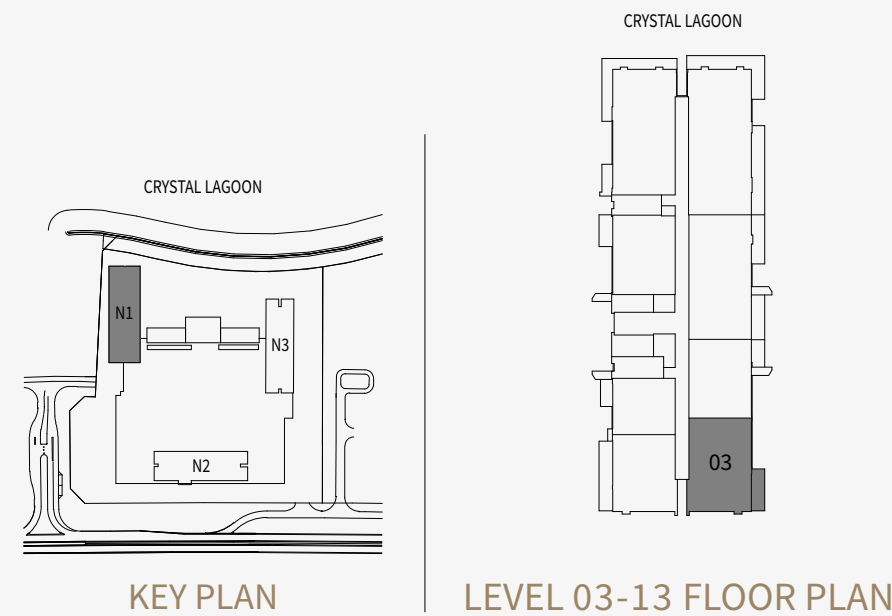 CRYSTAL LAGOON
N1
N3
N2
KEY PLAN
CRYSTAL LAGOON
03
LEVEL 03-13 FLOOR PLAN